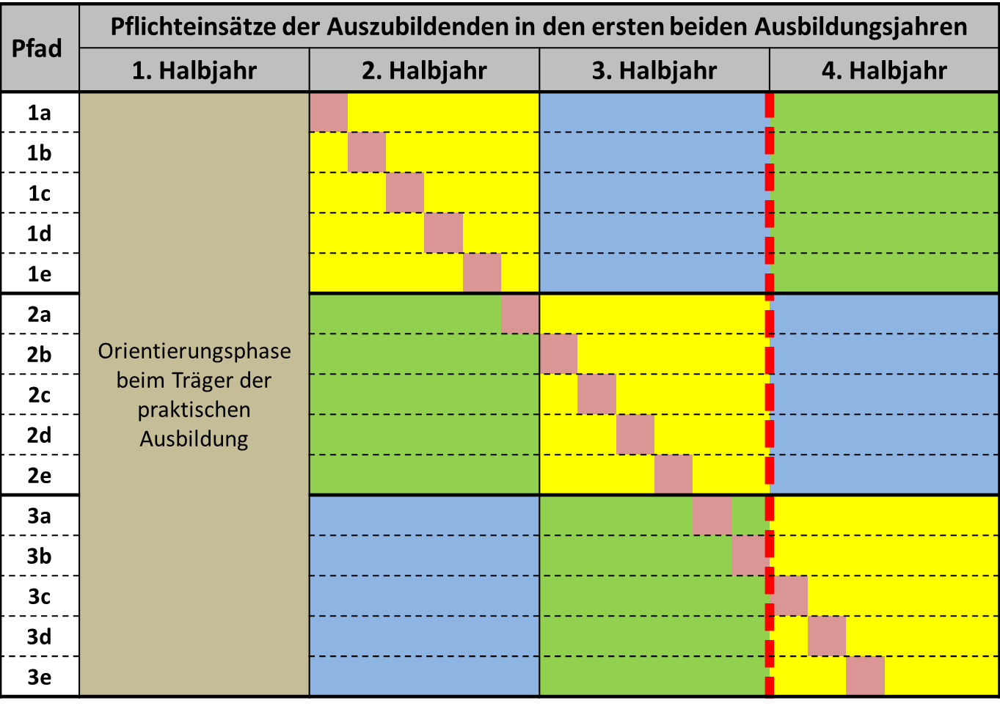 Pfad
Pflichteinsätze der Auszubildenden in den ersten beiden Ausbildungsjahren
1. Halbjahr
2. Halbjahr
3. Halbjahr
4. Halbjahr
1a
1b
1c
1d
1e
2a
2b
2c
2d
2e
3a
3b
3c
3d
3e
Orientierungsphase
beim Träger der
praktischen
Ausbildung